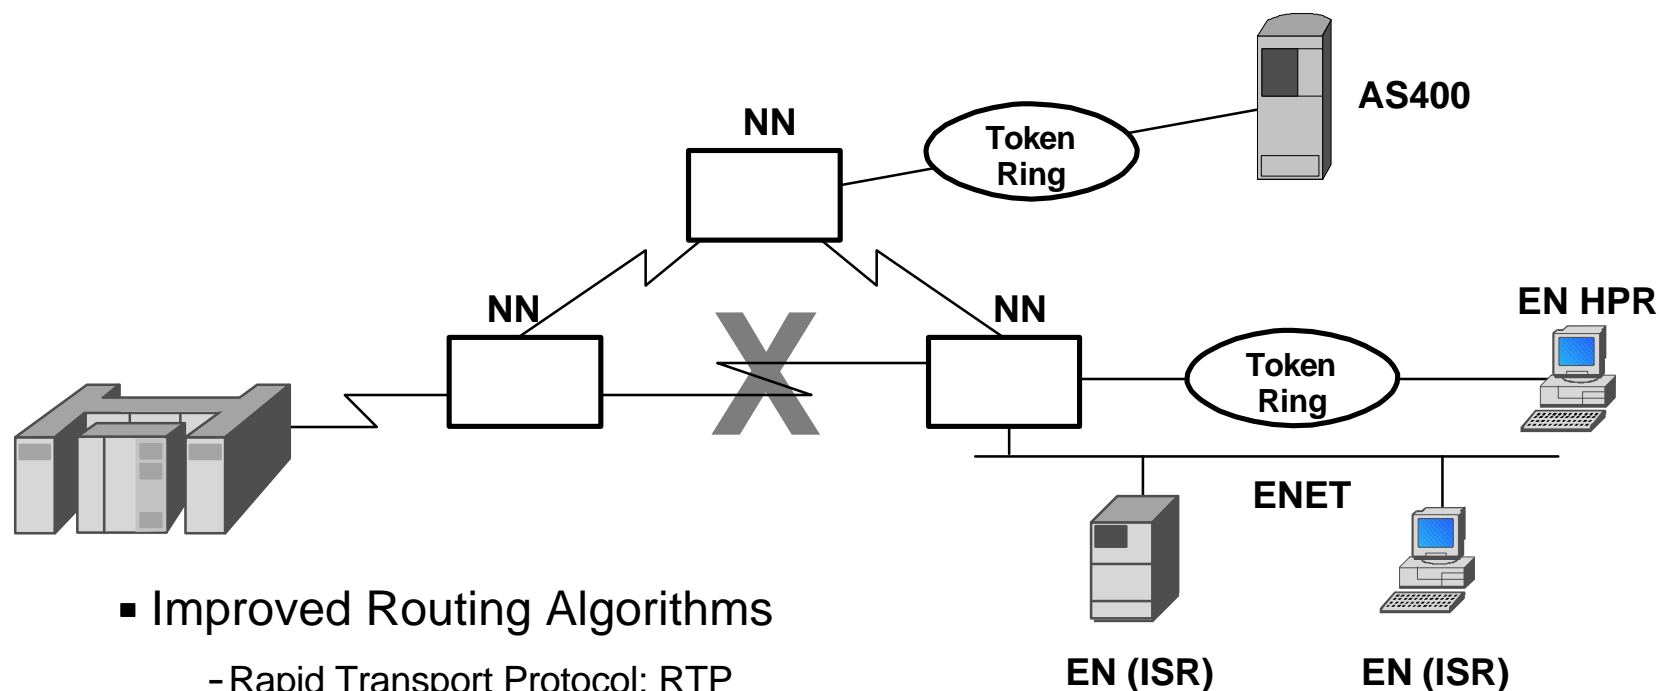 AS400
NN
Token
Ring
NN
NN
EN HPR
Token
Ring
X
ENET
▪ Improved Routing Algorithms
-Rapid Transport Protocol: RTP
EN (ISR)
EN (ISR)